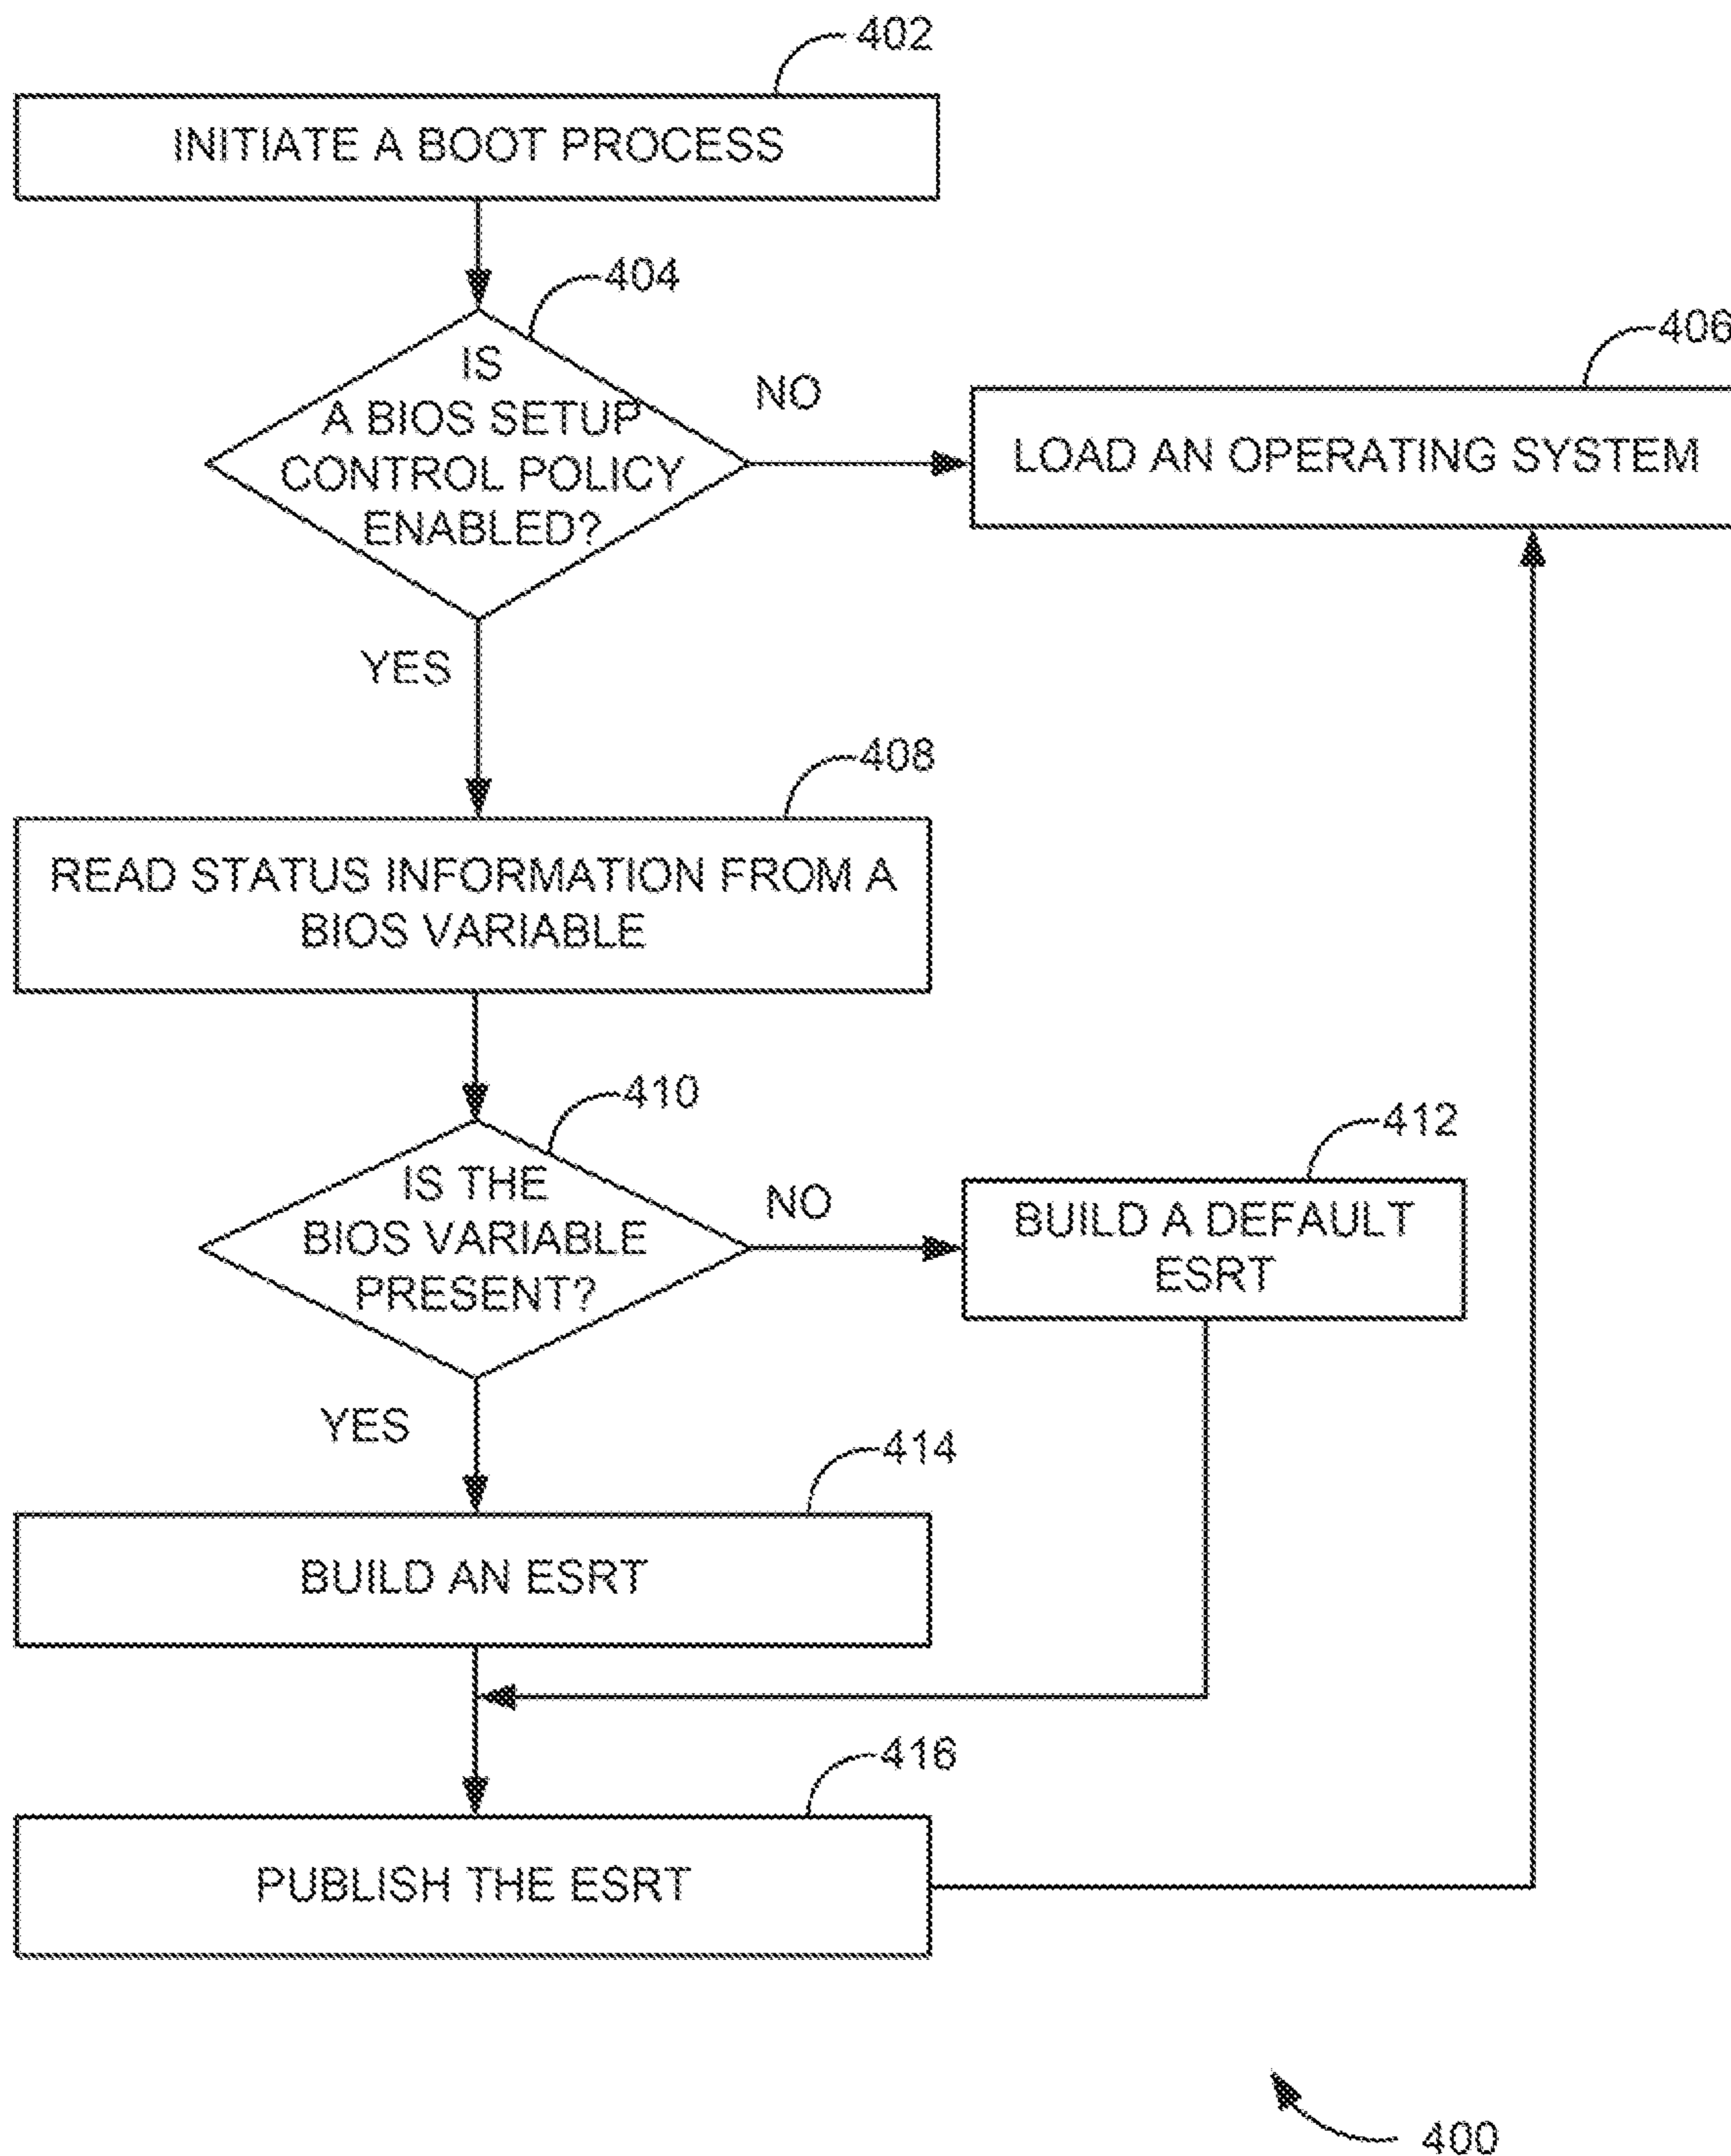 402
INITIATE A BOOT PROCESS
404
IS
A BIOS SETUP
CONTROL POLICY
ENABLED?
NO
406
LOAD AN OPERATING SYSTEM
YES
408
READ STATUS INFORMATION FROM A
BIOS VARIABLE
410
IS THE
BIOS VARIABLE
PRESENT?
NO
412
BUILD A DEFAULT
ESRT
YES
414
BUILD AN ESRT
416
PUBLISH THE ESRT
400